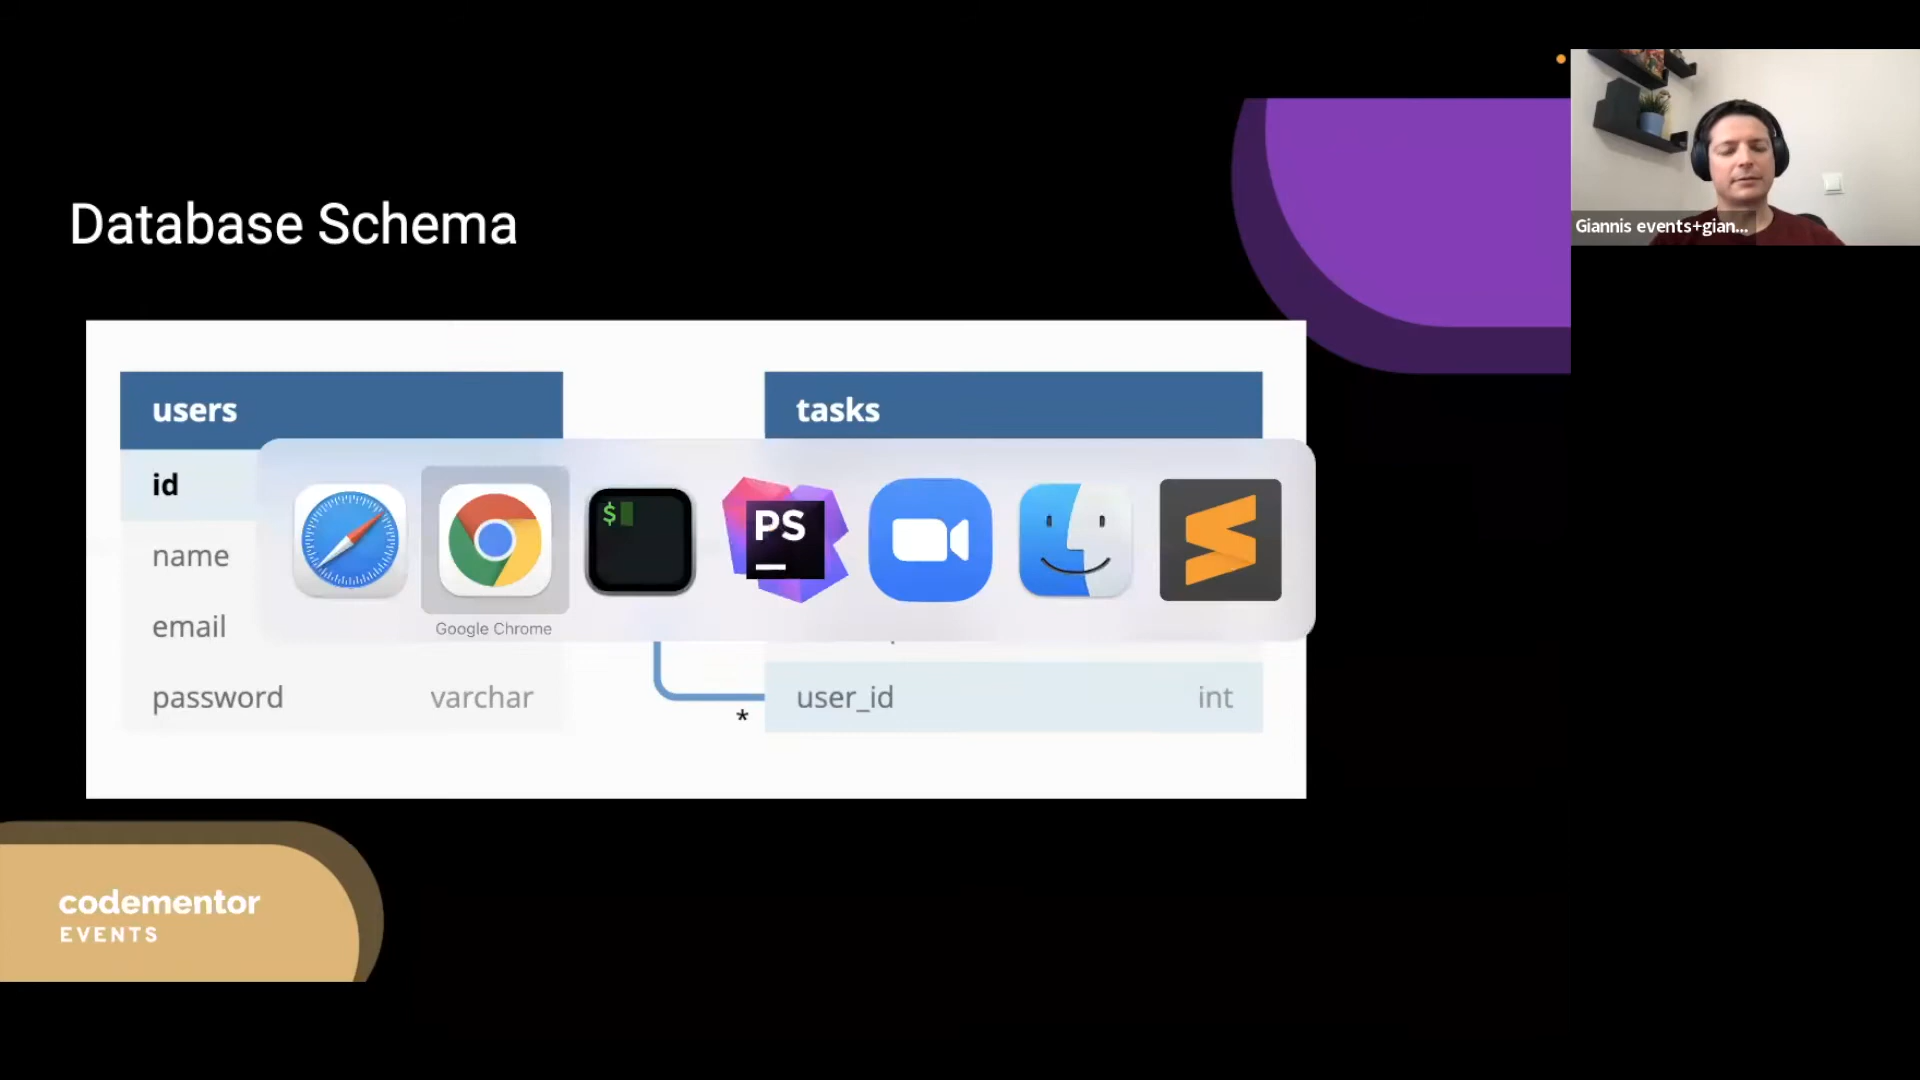 Giannis events+gian...
Database Schema
users
tasks
id
$
PS
name
email
Google Chrome
password varchar
user_id int
*
codementor
EVENTS